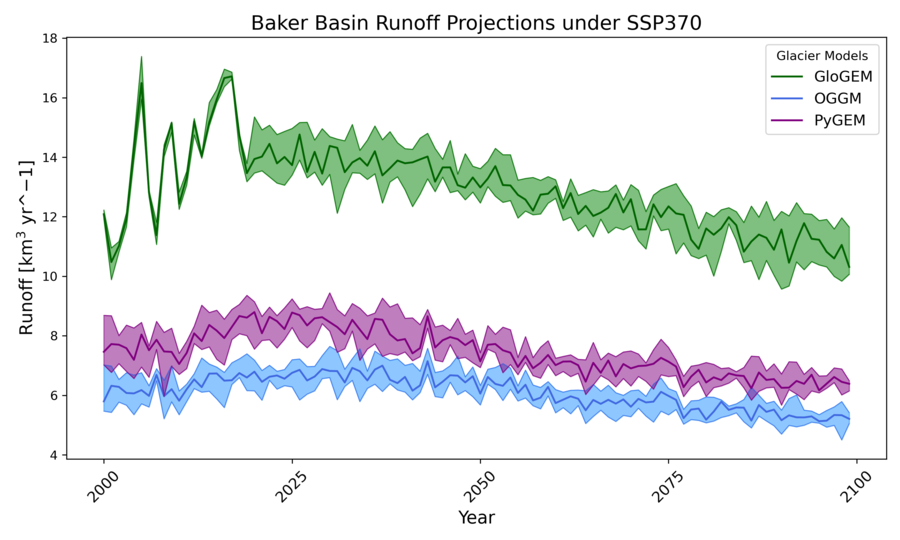 Baker Basin Runoff Projections under SSP370
Glacier Models
GloGEM
OGGM
PyGEM
Runoff [km³ yr^−1]
18
16
14
12
10
8
6
4
2000
2025
2050
2075
2100
Year